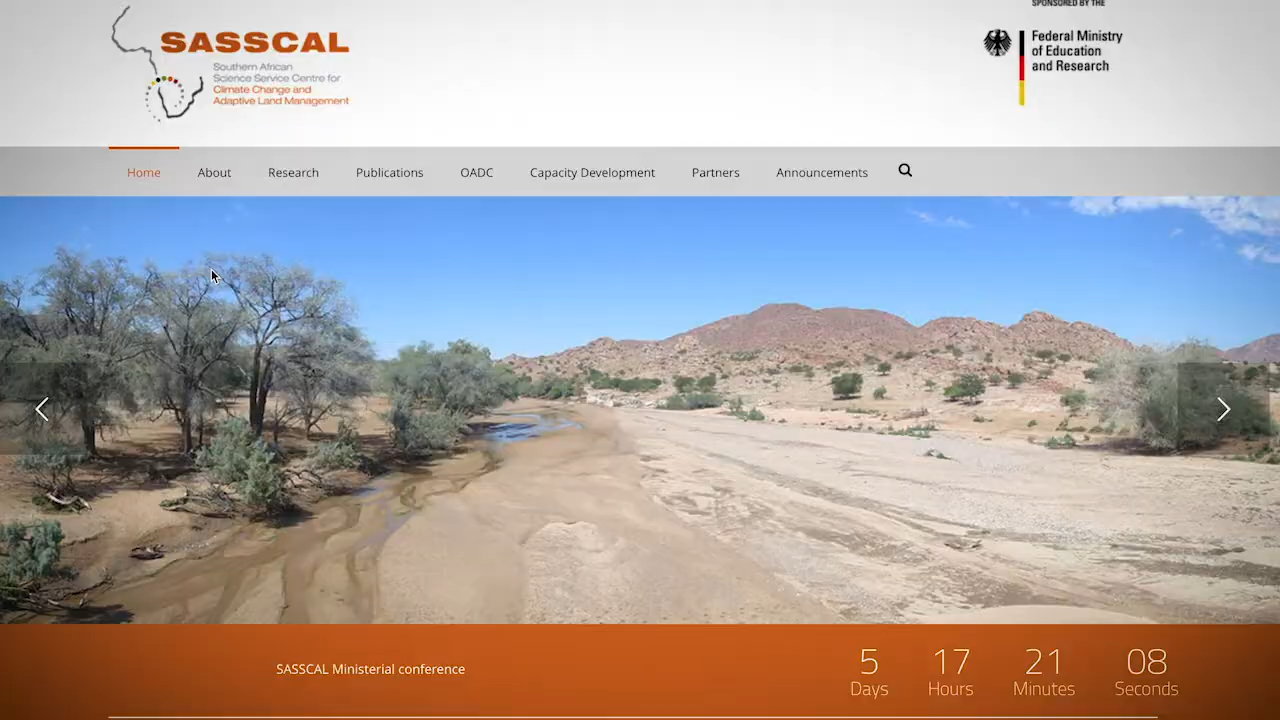 SPONSORED BY THE
SASSCAL
Southern African
Science Service Centre for
Climate Change and
Adaptive Land Management
Federal Ministry
of Education
and Research
Home About Research Publications OADC Capacity Development Partners Announcements
SASSCAL Ministerial conference
5 17 21 08
Days Hours Minutes Seconds